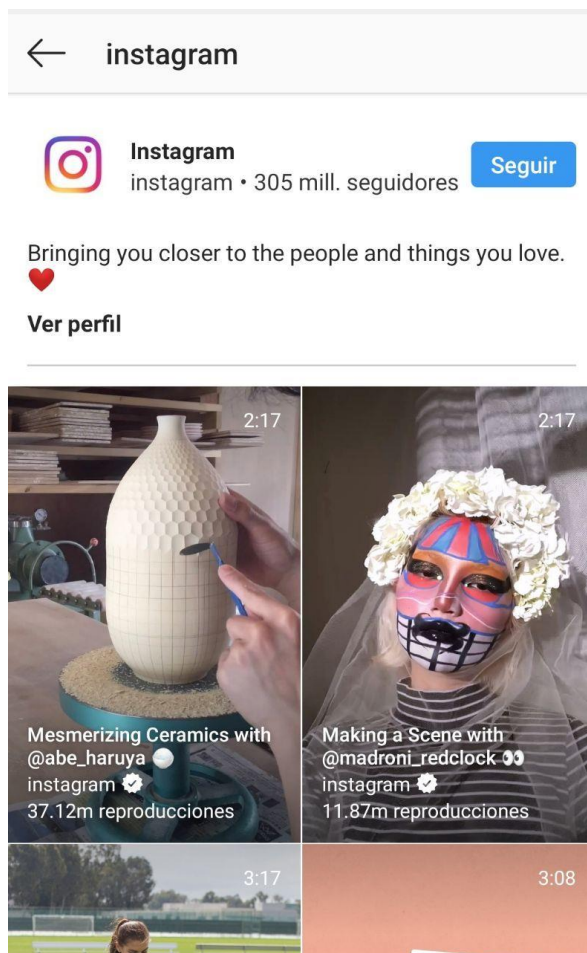 instagram
Instagram
instagram • 305 mill. seguidores
Seguir
Bringing you closer to the people and things you love.
❤️
Ver perfil
2:17
2:17
Mesmerizing Ceramics with
@abe_haruya ⚪
instagram
37.12m reproducciones
Making a Scene with
@madroni_redclock 👀
instagram
11.87m reproducciones
3:17
3:08